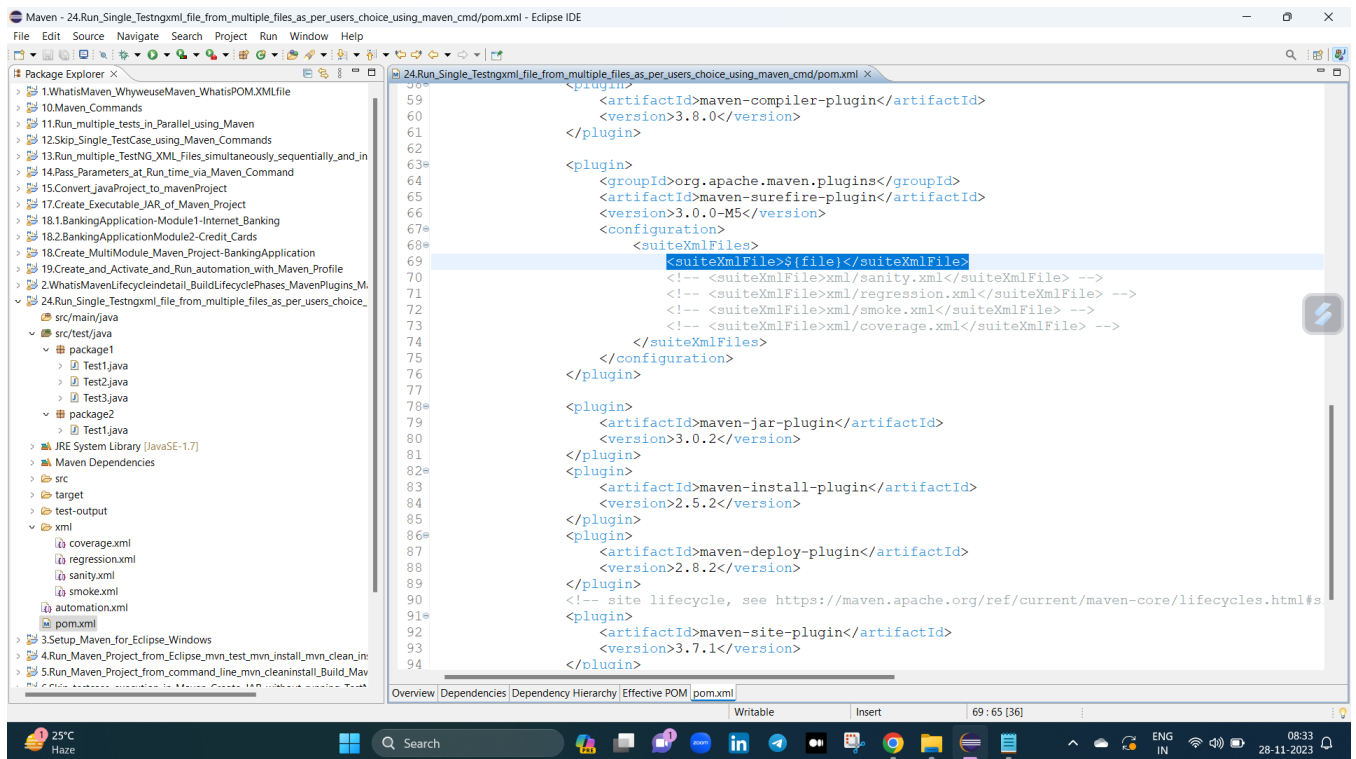 Maven - 24.Run_Single_Testngxml_file_from_multiple_files_as_per_users_choice_using_maven_cmd/pom.xml - Eclipse IDE
File Edit Source Navigate Search Project Run Window Help
Package Explorer
1.WhatisMaven_WhyweuseMaven_WhatisPOM.XMLfile
10.Maven_Commands
11.Run_multiple_tests_in_Parallel_using_Maven
12.Skip_Single_TestCase_using_Maven_Commands
13.Run_multiple_TestNG_XML_Files_simultaneously_sequentially_and_in
14.Pass_Parameters_at_Run_time_via_Maven_Command
15.Convert_javaProject_to_mavenProject
17.Create_Executable_JAR_of_Maven_Project
18.1.BankingApplication-Module1-Internet_Banking
18.2.BankingApplicationModule2-Credit_Cards
18.Create_MultiModule_Maven_Project-BankingApplication
19.Create_and_Activate_and_Run_automation_with_Maven_Profile
2.WhatisMavenLifecycleindetail_BuildLifecyclePhases_MavenPlugins_M
24.Run_Single_Testngxml_file_from_multiple_files_as_per_users_choice_
src/main/java
src/test/java
package1
Test1.java
Test2.java
Test3.java
package2
Test1.java
JRE System Library [JavaSE-1.7]
Maven Dependencies
src
target
test-output
xml
coverage.xml
regression.xml
sanity.xml
smoke.xml
automation.xml
pom.xml
3.Setup_Maven_for_Eclipse_Windows
4.Run_Maven_Project_from_Eclipse_mvn_test_mvn_install_mvn_clean_in
5.Run_Maven_Project_from_command_line_mvn_cleaninstall_Build_Mav
24.Run_Single_Testngxml_file_from_multiple_files_as_per_users_choice_using_maven_cmd/pom.xml
58 <plugin>
59 <artifactId>maven-compiler-plugin</artifactId>
60 <version>3.8.0</version>
61 </plugin>
62
63 <plugin>
64 <groupId>org.apache.maven.plugins</groupId>
65 <artifactId>maven-surefire-plugin</artifactId>
66 <version>3.0.0-M5</version>
67 <configuration>
68 <suiteXmlFiles>
69 <suiteXmlFile>${file}</suiteXmlFile>
70 <!-- <suiteXmlFile>xml/sanity.xml</suiteXmlFile> -->
71 <!-- <suiteXmlFile>xml/regression.xml</suiteXmlFile> -->
72 <!-- <suiteXmlFile>xml/smoke.xml</suiteXmlFile> -->
73 <!-- <suiteXmlFile>xml/coverage.xml</suiteXmlFile> -->
74 </suiteXmlFiles>
75 </configuration>
76 </plugin>
77
78 <plugin>
79 <artifactId>maven-jar-plugin</artifactId>
80 <version>3.0.2</version>
81 </plugin>
82 <plugin>
83 <artifactId>maven-install-plugin</artifactId>
84 <version>2.5.2</version>
85 </plugin>
86 <plugin>
87 <artifactId>maven-deploy-plugin</artifactId>
88 <version>2.8.2</version>
89 </plugin>
90 <!-- site lifecycle, see https://maven.apache.org/ref/current/maven-core/lifecycles.html#s
91 <plugin>
92 <artifactId>maven-site-plugin</artifactId>
93 <version>3.7.1</version>
94 </plugin>
Overview Dependencies Dependency Hierarchy Effective POM pom.xml
Writable Insert 69 : 65 [36]
1 25°C
Haze
Search
PRE
1
zoom
in
ENG
IN
08:33
28-11-2023